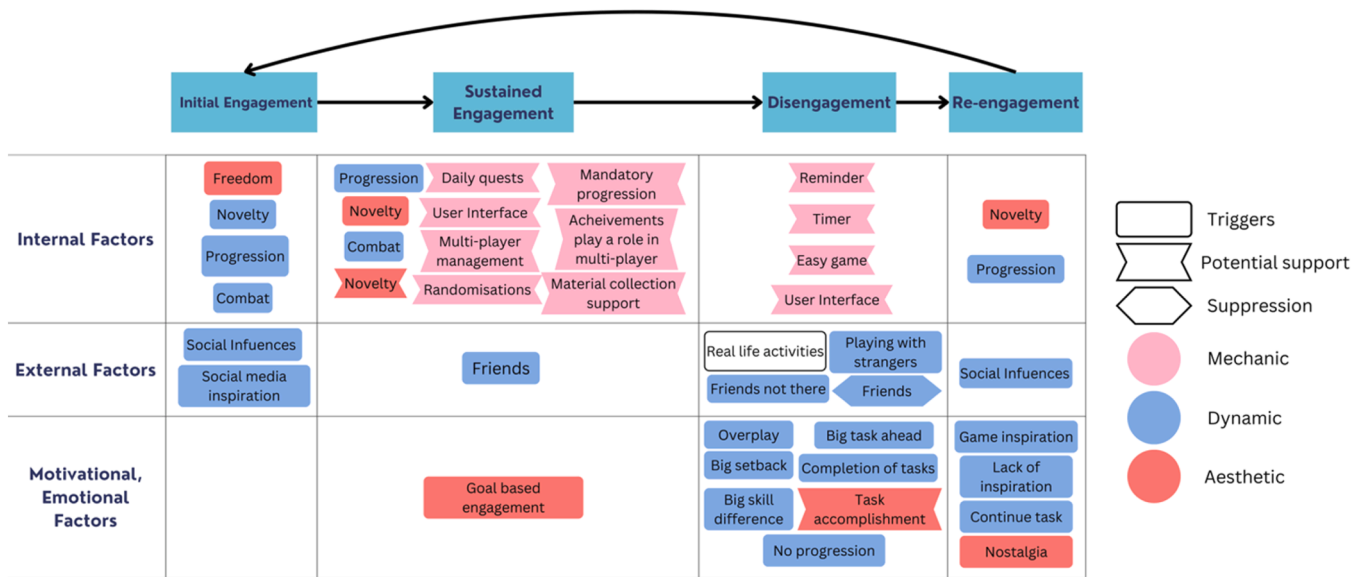 Initial Engagement
Sustained
Engagement
Disengagement
Re-engagement
Internal Factors
Freedom
Novelty
Progression
Combat
Progression
Novelty
Combat
Novelty
Daily quests
User Interface
Multi-player
management
Randomisations
Mandatory
progression
Acheivements
play a role in
multi-player
Material collection
support
Reminder
Timer
Easy game
User Interface
Novelty
Progression
External Factors
Social Infuences
Social media
inspiration
Friends
Real life activities
Playing with
strangers
Friends not there
Friends
Social Infuences
Motivational,
Emotional
Factors
Goal based
engagement
Overplay
Big task ahead
Big setback
Completion of tasks
Big skill
difference
Task
accomplishment
No progression
Game inspiration
Lack of
inspiration
Continue task
Nostalgia
Triggers
Potential support
Suppression
Mechanic
Dynamic
Aesthetic